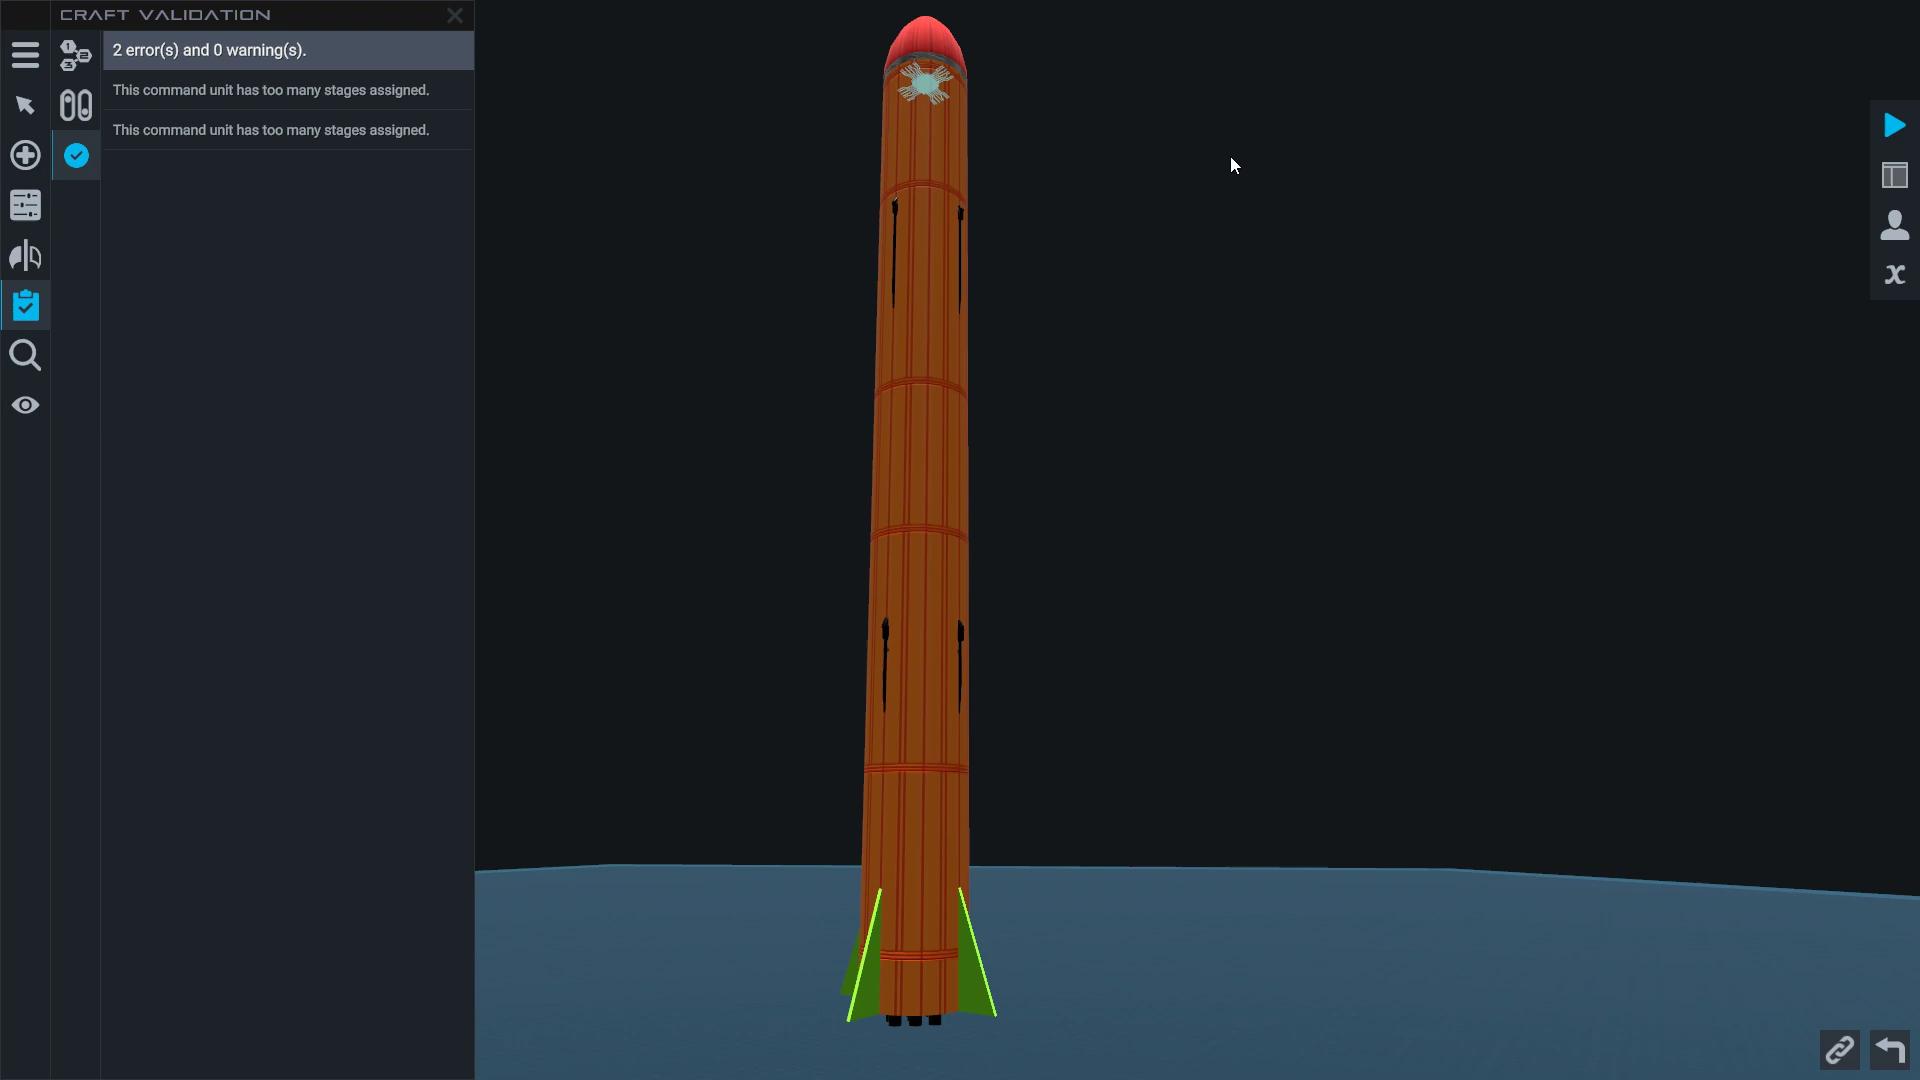 CRAFT VALIDATION
2 error(s) and 0 warning(s).
This command unit has too many stages assigned.
This command unit has too many stages assigned.